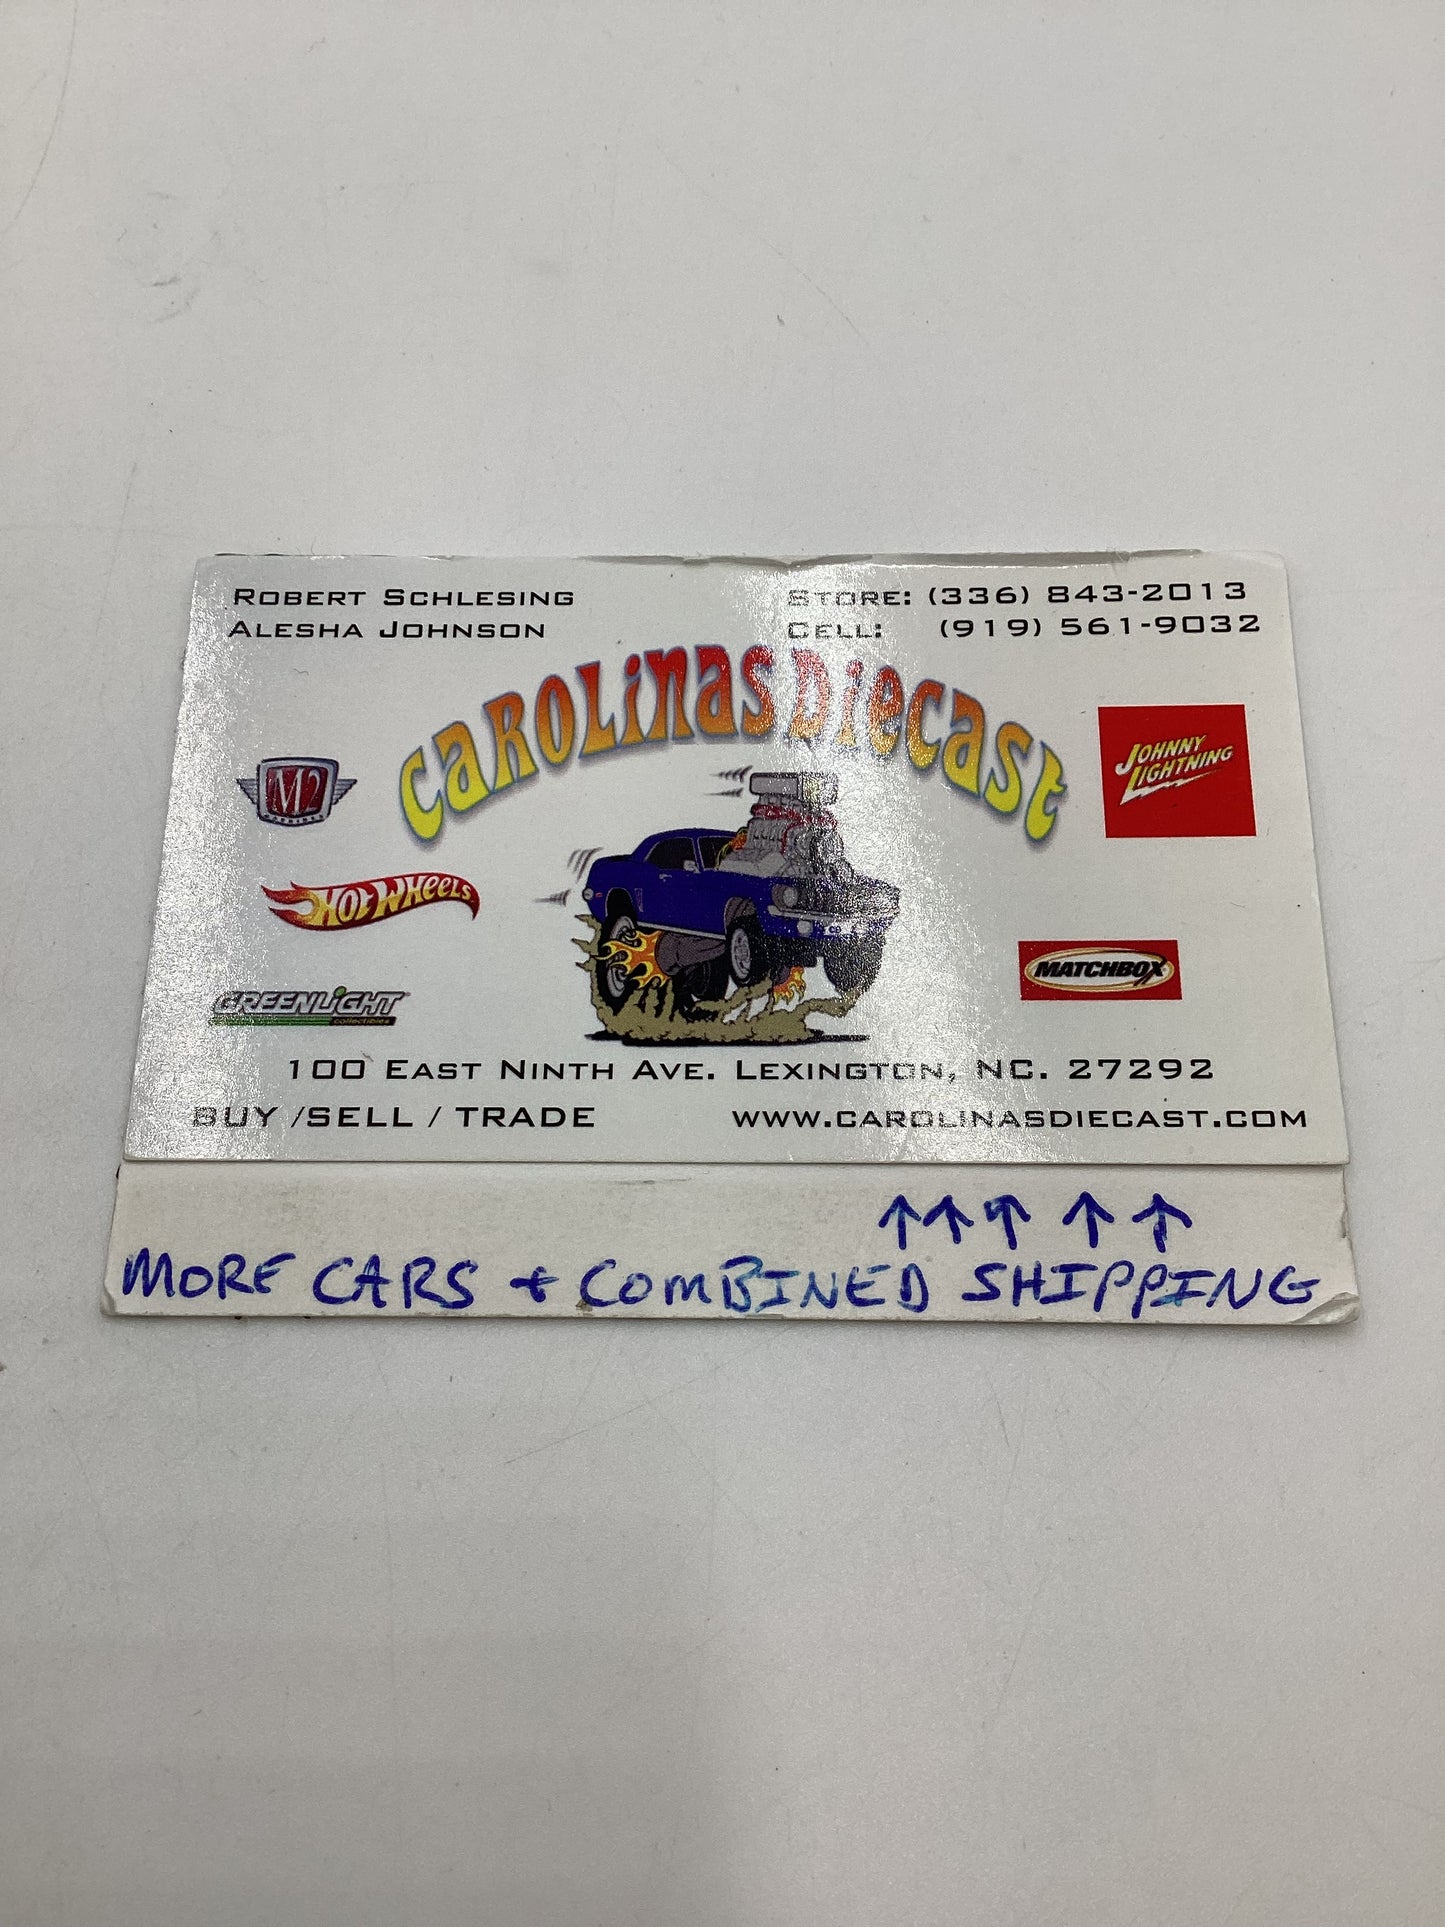 ROBERT SCHLESING
ALESHA JOHNSON
STORE: (336) 843-2013
CELL: (919) 561-9032
CAROLINAS DIECAST
M2
MACHINES
JOHNNY
LIGHTNING
HOT WHEELS
MATCHBOX
GREENLIGHT
collectibles
100 EAST NINTH AVE. LEXINGTON, NC. 27292
BUY /SELL / TRADE
WWW.CAROLINASDIECAST.COM
↑ ↑ ↑ ↑ ↑
MORE CARS + COMBINED SHIPPING